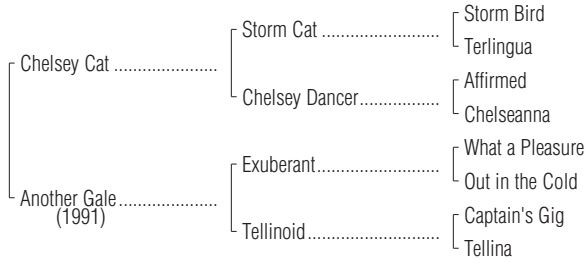 Storm Bird
Storm Cat ........................
Terlingua
Chelsey Cat .....................
Affirmed
Chelsey Dancer................
Chelseanna
What a Pleasure
Exuberant.........................
Out in the Cold
Another Gale....................
(1991)
Captain's Gig
Tellinoid...........................
Tellina